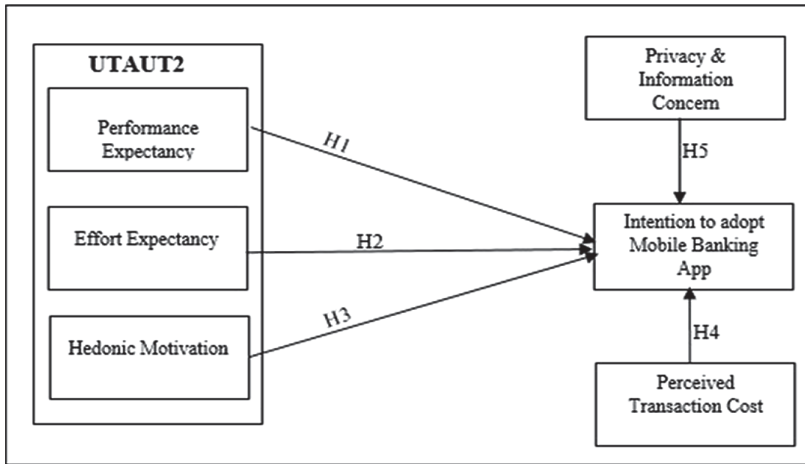 UTAUT2
Performance
Expectancy
Effort Expectancy
Hedonic Motivation
H1
H2
H3
Privacy &
Information
Concern
H5
Intention to adopt
Mobile Banking
App
H4
Perceived
Transaction Cost